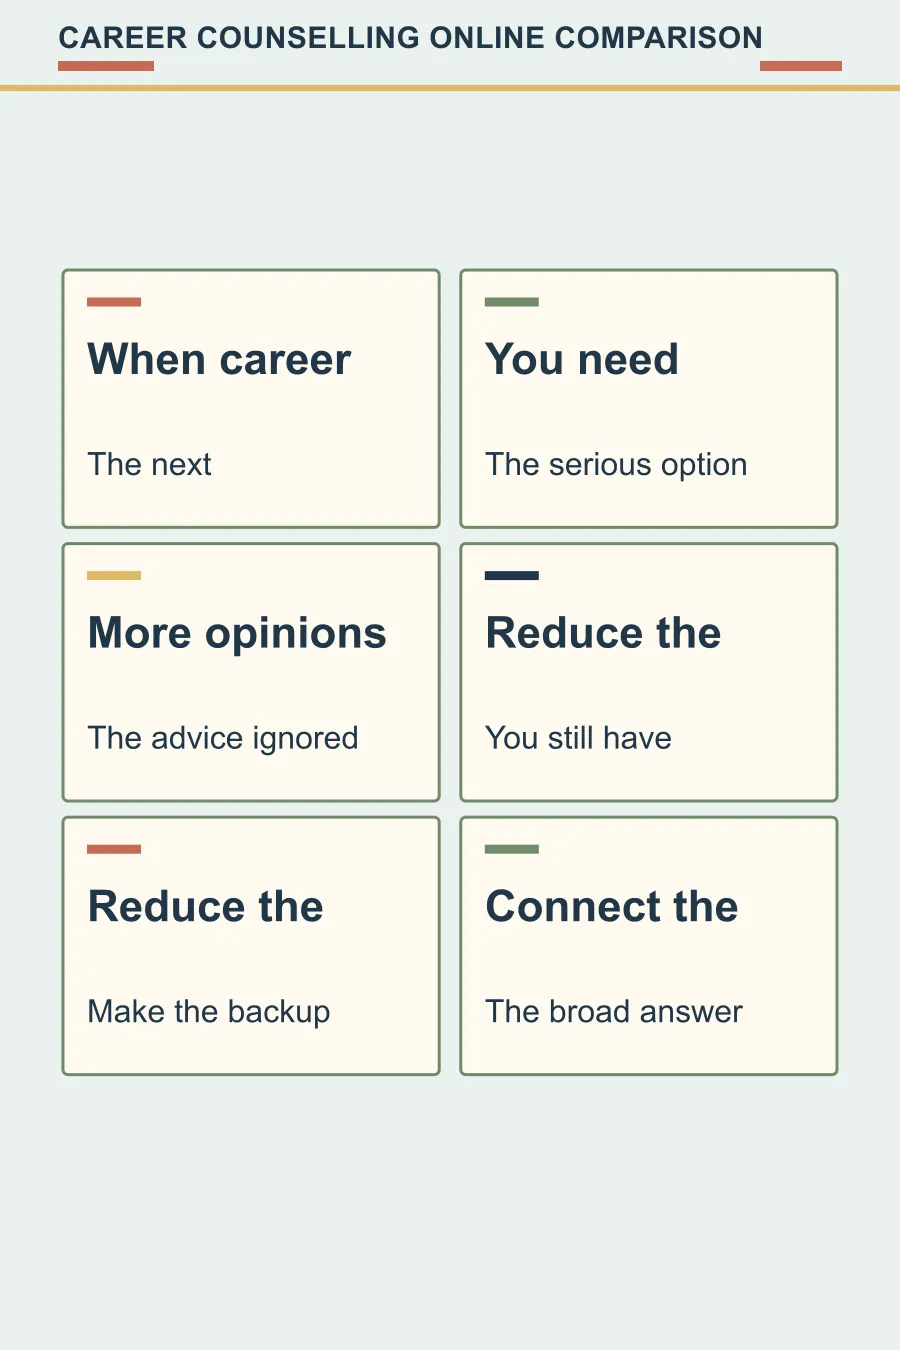 CAREER COUNSELLING ONLINE COMPARISON
When career
The next
You need
The serious option
More opinions
The advice ignored
Reduce the
You still have
Reduce the
Make the backup
Connect the
The broad answer